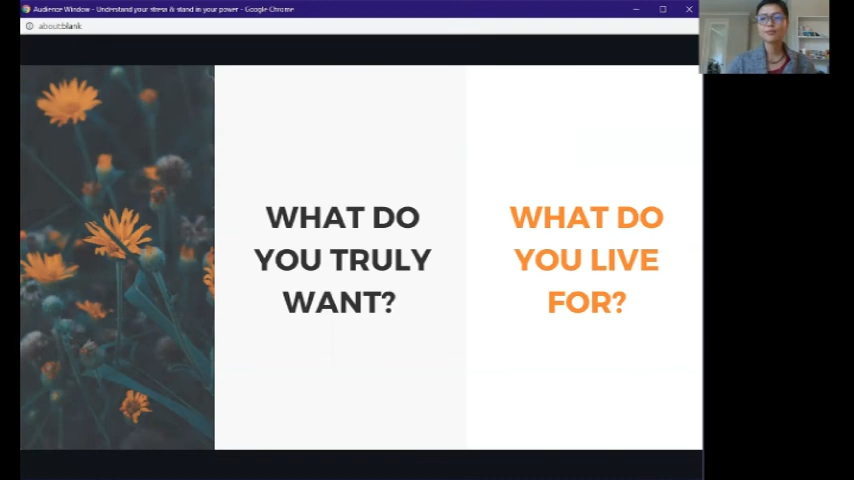 Audience Window - Understand your stress & stand in your power - Google Chrome
about:blank
WHAT DO
YOU TRULY
WANT?
WHAT DO
YOU LIVE
FOR?